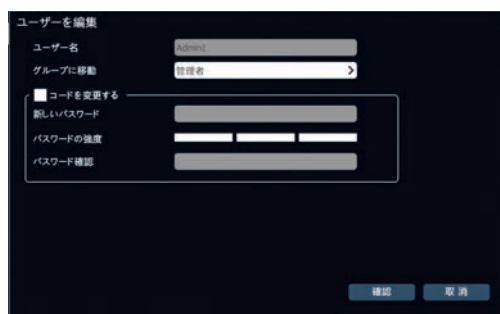 ユーザーを編集
ユーザー名 Admin1
グループに移動 管理者
コードを変更する
新しいパスワード
パスワードの強度
パスワード確認
確認 取消